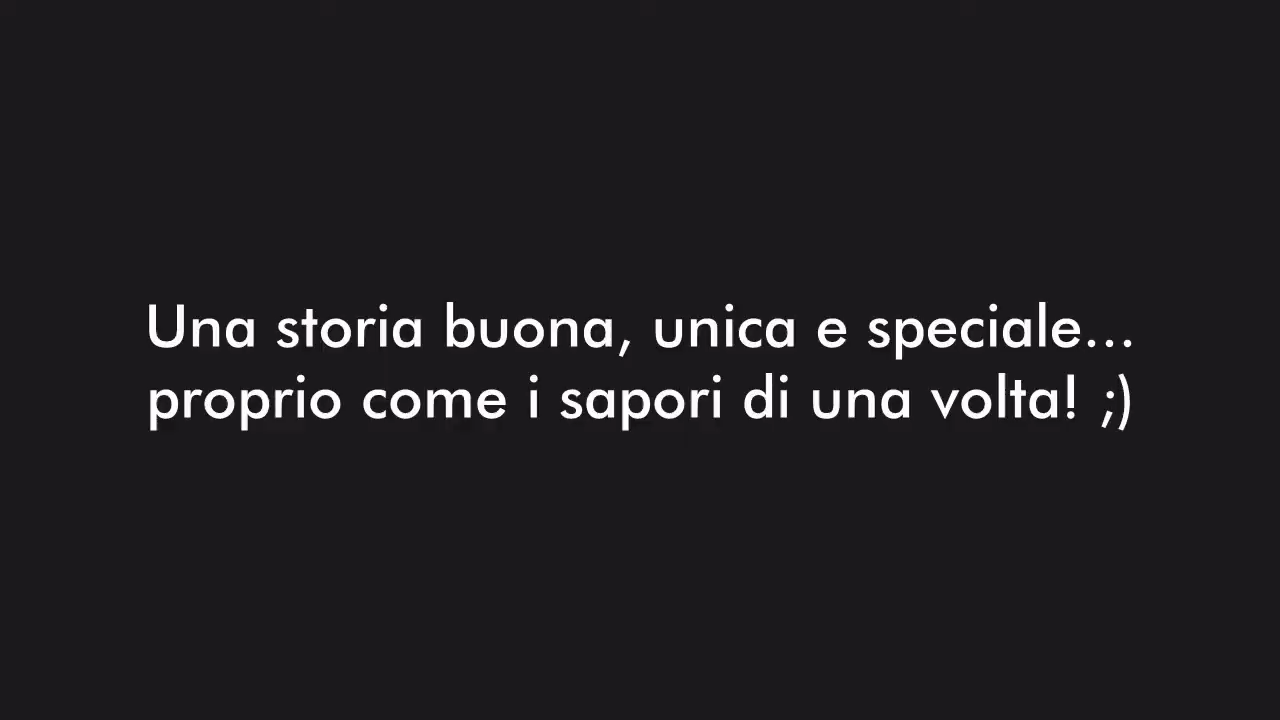 Una storia buona, unica e speciale...
proprio come i sapori di una volta! ;)